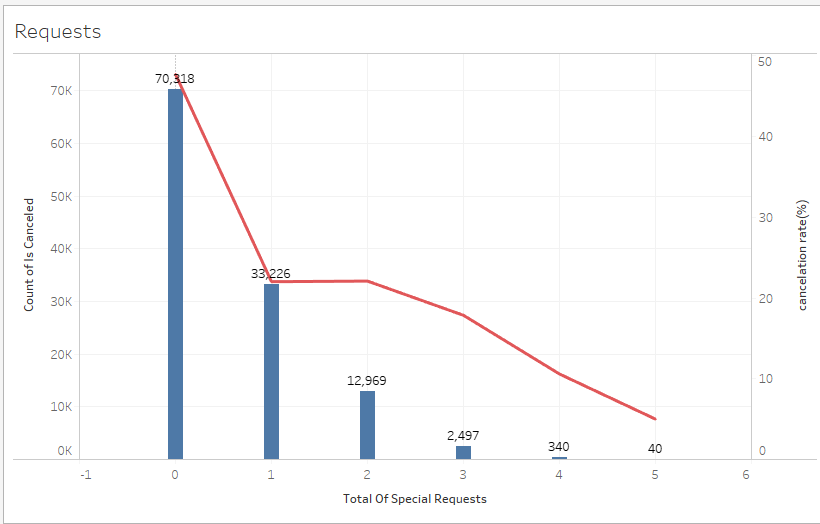 Requests
70,318
33,226
12,969
2,497
340
40
70K
60K
50K
40K
30K
20K
10K
0K
50
40
30
20
10
0
Count of Is Canceled
cancelation rate(%)
-1 0 1 2 3 4 5 6
Total Of Special Requests